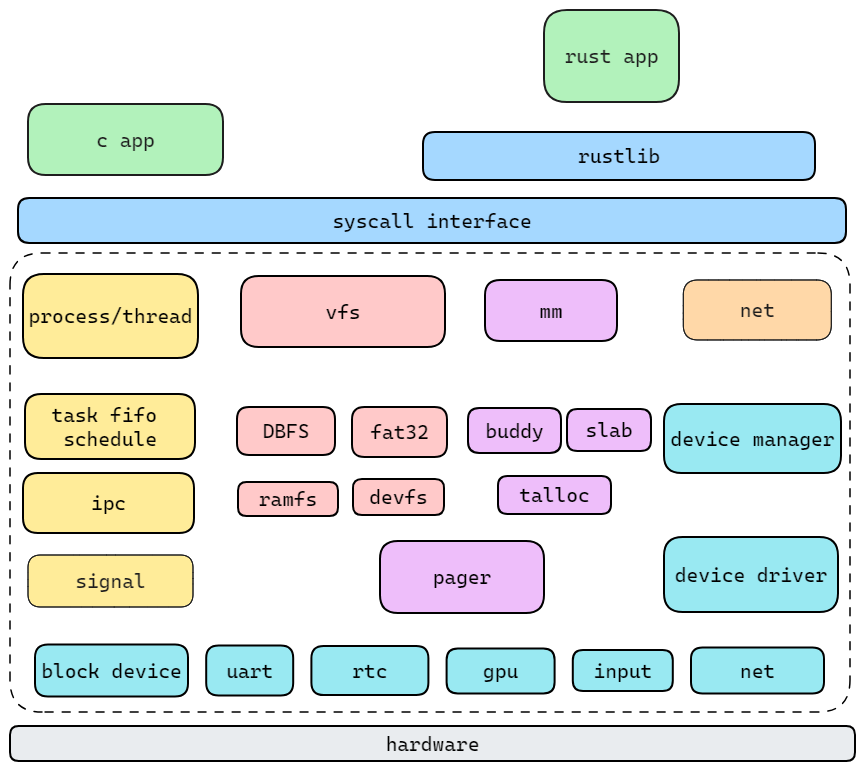 rust app
c app
rustlib
syscall interface
process/thread
vfs
mm
net
task fifo
schedule
DBFS
fat32
buddy
slab
device manager
ipc
ramfs
devfs
talloc
signal
pager
device driver
block device
uart
rtc
gpu
input
net
hardware